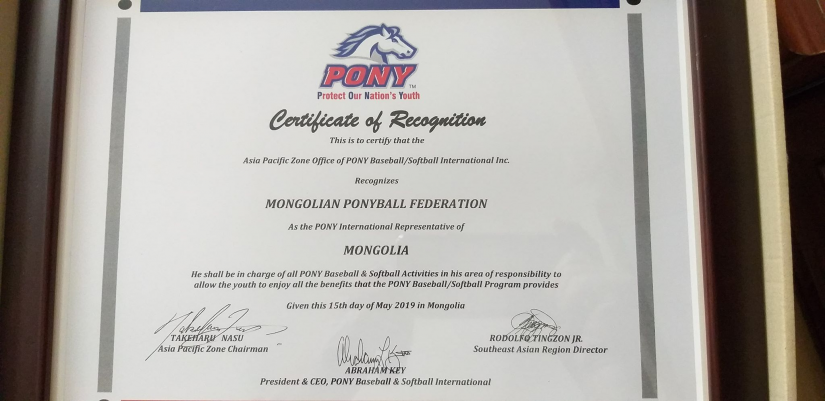 PONY™
Protect Our Nation's Youth
Certificate of Recognition
This is to certify that the
Asia Pacific Zone Office of PONY Baseball/Softball International Inc.
Recognizes
MONGOLIAN PONYBALL FEDERATION
As the PONY International Representative of
MONGOLIA
He shall be in charge of all PONY Baseball & Softball Activities in his area of responsibility to
allow the youth to enjoy all the benefits that the PONY Baseball/Softball Program provides
Given this 15th day of May 2019 in Mongolia
TAKEHARU NASU
Asia Pacific Zone Chairman
ABRAHAM KEY
President & CEO, PONY Baseball & Softball International
RODOLFO TINGZON JR.
Southeast Asian Region Director